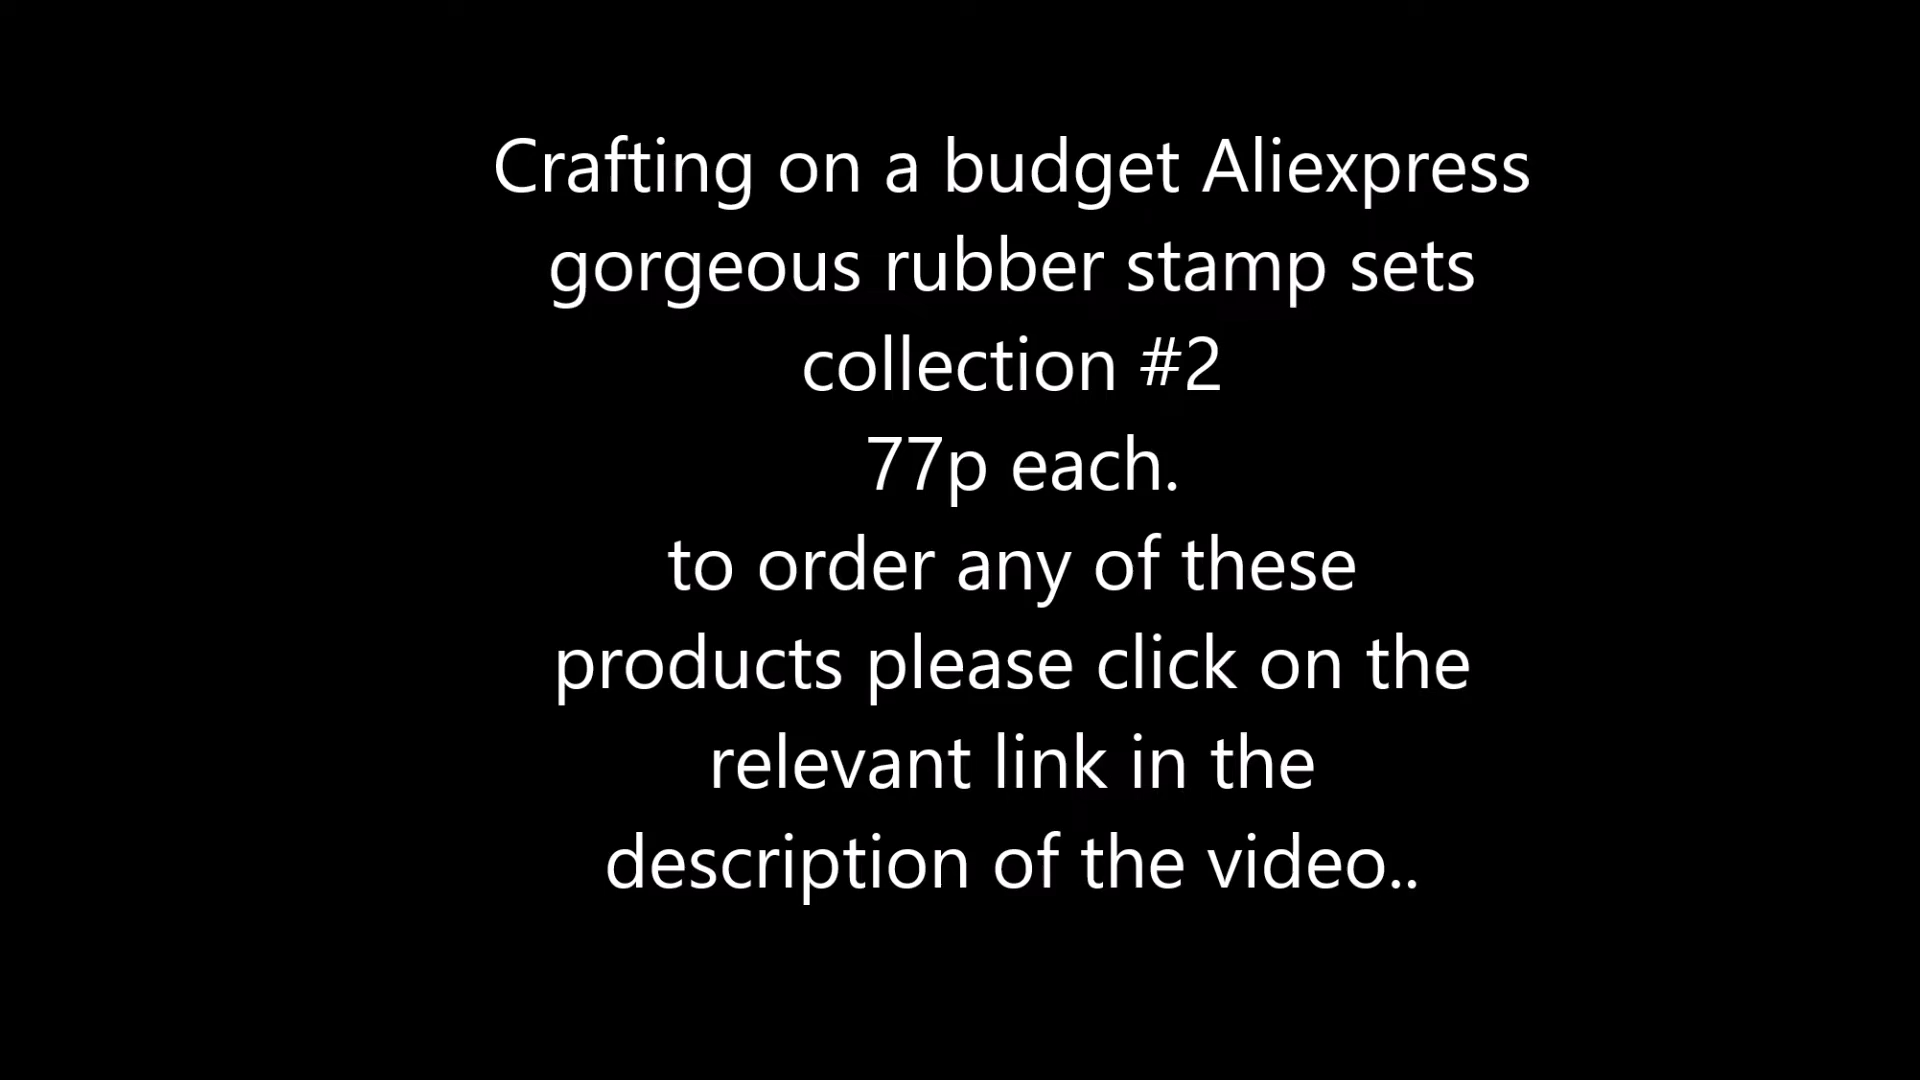 Crafting on a budget Aliexpress
gorgeous rubber stamp sets
collection #2
77p each.
to order any of these
products please click on the
relevant link in the
description of the video..